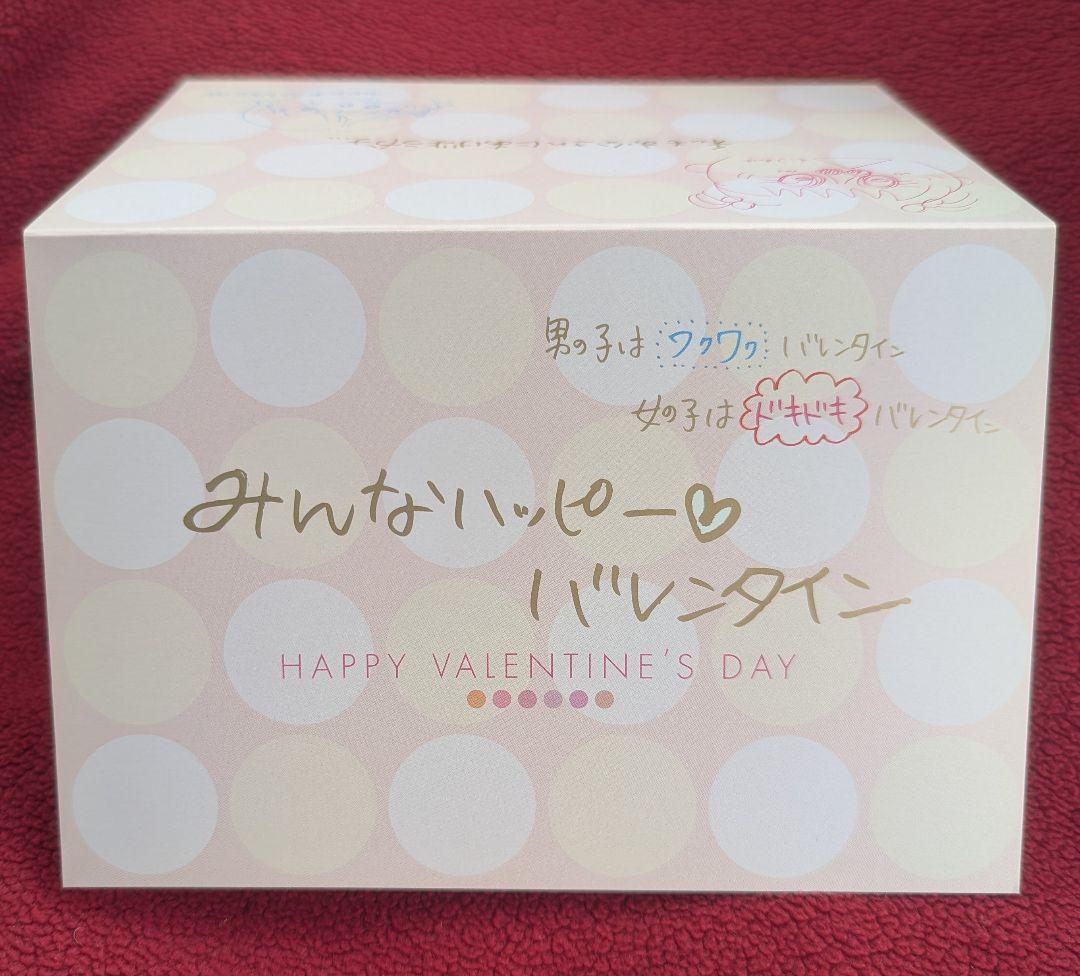 男の子は ワクワク バレンタイン
女の子は ドキドキ バレンタイン
みんなハッピー♡
バレンタイン
HAPPY VALENTINE'S DAY